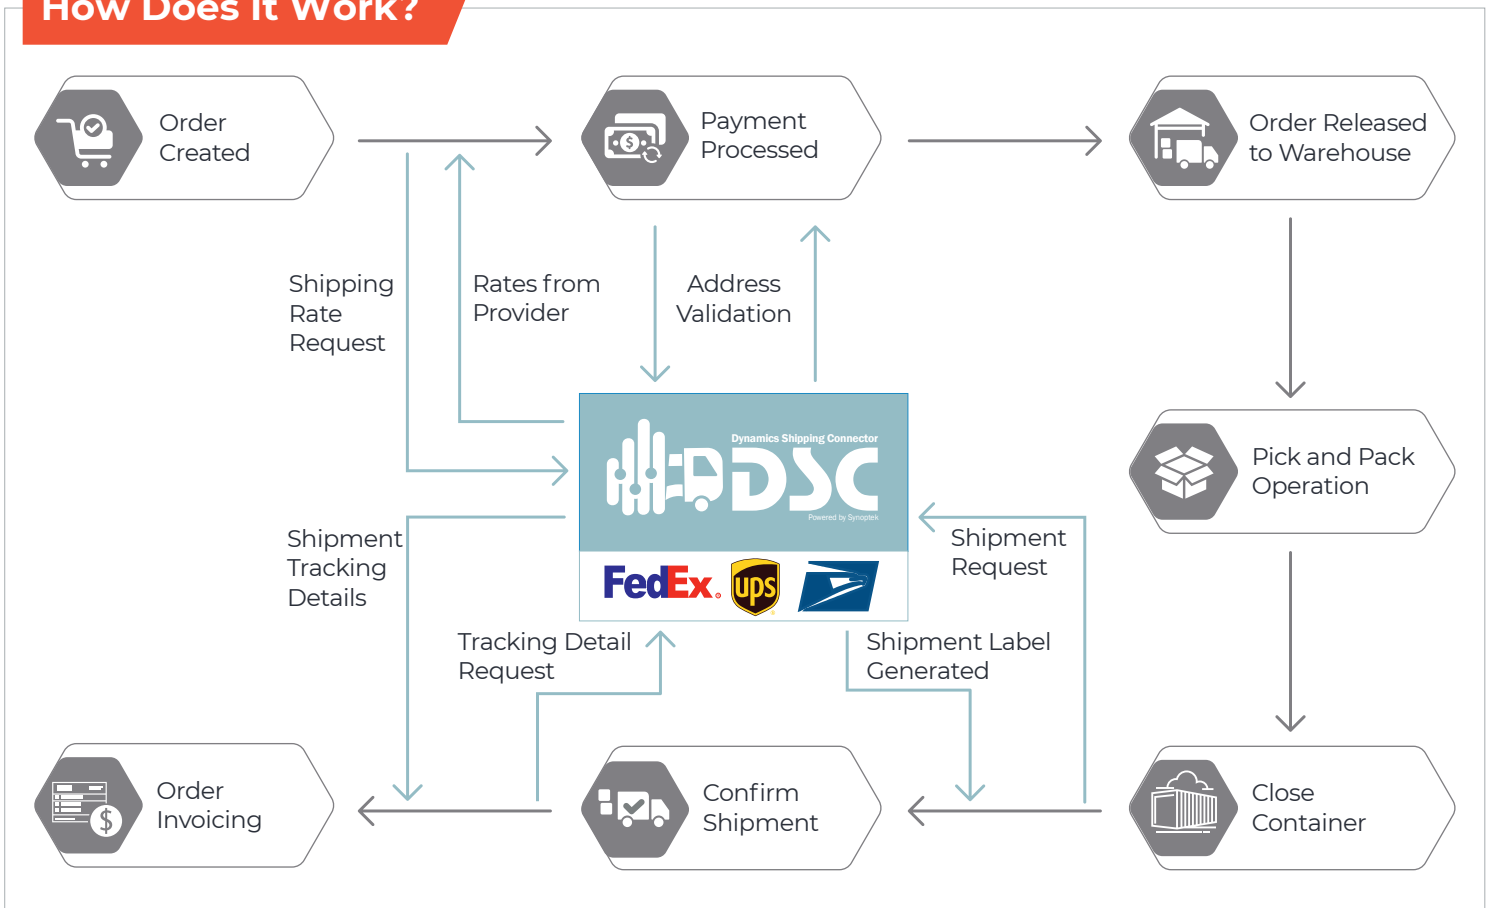 How Does it Work?
Order
Created
Payment
Processed
Order Released
to Warehouse
Shipping
Rate
Request
Rates from
Provider
Address
Validation
Dynamics Shipping Connector
DSC
Powered by Synoptek
Pick and Pack
Operation
Shipment
Tracking
Details
Shipment
Request
FedEx®
ups
Tracking Detail
Request
Shipment Label
Generated
Order
Invoicing
Confirm
Shipment
Close
Container